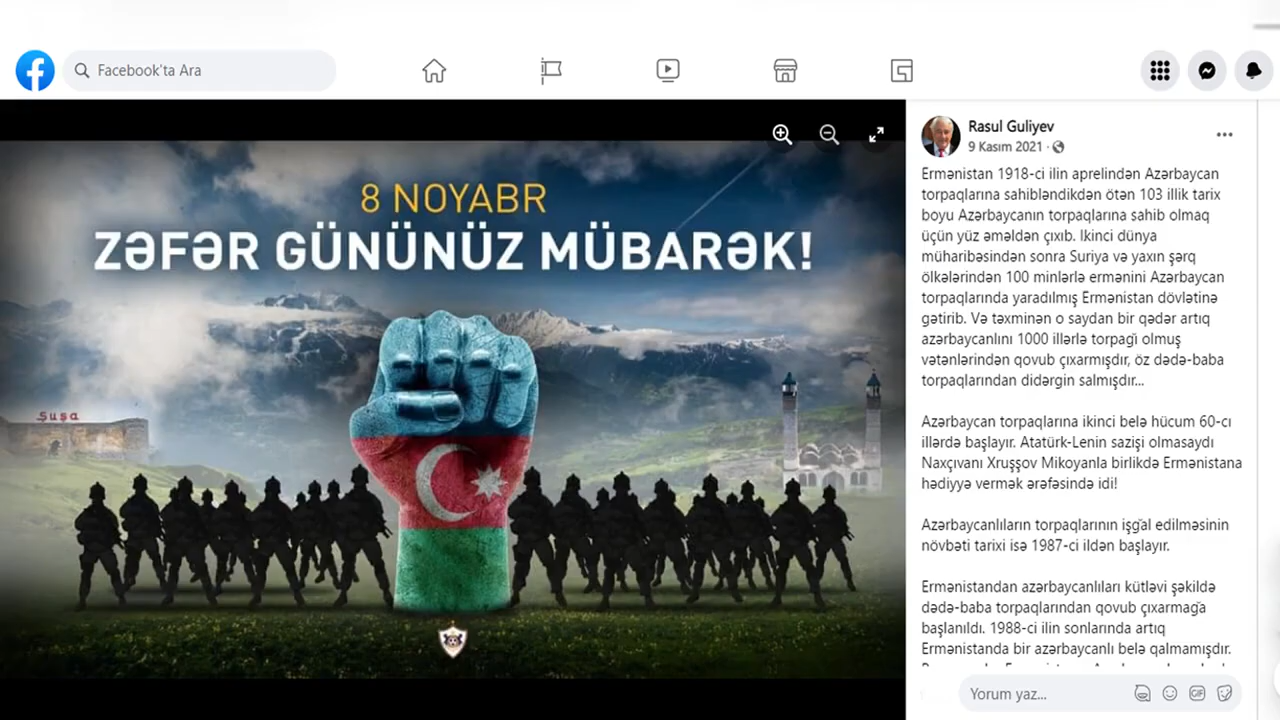 Facebook'ta Ara
8 NOYABR
ZƏFƏR GÜNÜNÜZ MÜBARƏK!
Şuşa
Rasul Guliyev
9 Kasım 2021 ·
Ermənistan 1918-ci ilin aprelindən Azərbaycan
torpaqlarına sahibləndikdən ötən 103 illik tarix
boyu Azərbaycanın torpaqlarına sahib olmaq
üçün yüz əməldən çıxıb. Ikinci dünya
müharibəsindən sonra Suriya və yaxın şərq
ölkələrindən 100 minlərlə ermənini Azərbaycan
torpaqlarında yaradılmış Ermənistan dövlətinə
gətirib. Və təxminən o saydan bir qədər artıq
azərbaycanlını 1000 illərlə torpağı olmuş
vətənlərindən qovub çıxarmışdır, öz dədə-baba
torpaqlarından didərgin salmışdır...
Azərbaycan torpaqlarına ikinci belə hücum 60-cı
illərdə başlayır. Atatürk-Lenin sazişi olmasaydı
Naxçıvanı Xruşşov Mikoyanla birlikdə Ermənistana
hədiyyə vermək ərəfəsində idi!
Azərbaycanlıların torpaqlarının işğal edilməsinin
növbəti tarixi isə 1987-ci ildən başlayır.
Ermənistandan azərbaycanlıları kütləvi şəkildə
dədə-baba torpaqlarından qovub çıxarmağa
başlanıldı. 1988-ci ilin sonlarında artıq
Ermənistanda bir azərbaycanlı belə qalmamışdır.
Yorum yaz...
GIF